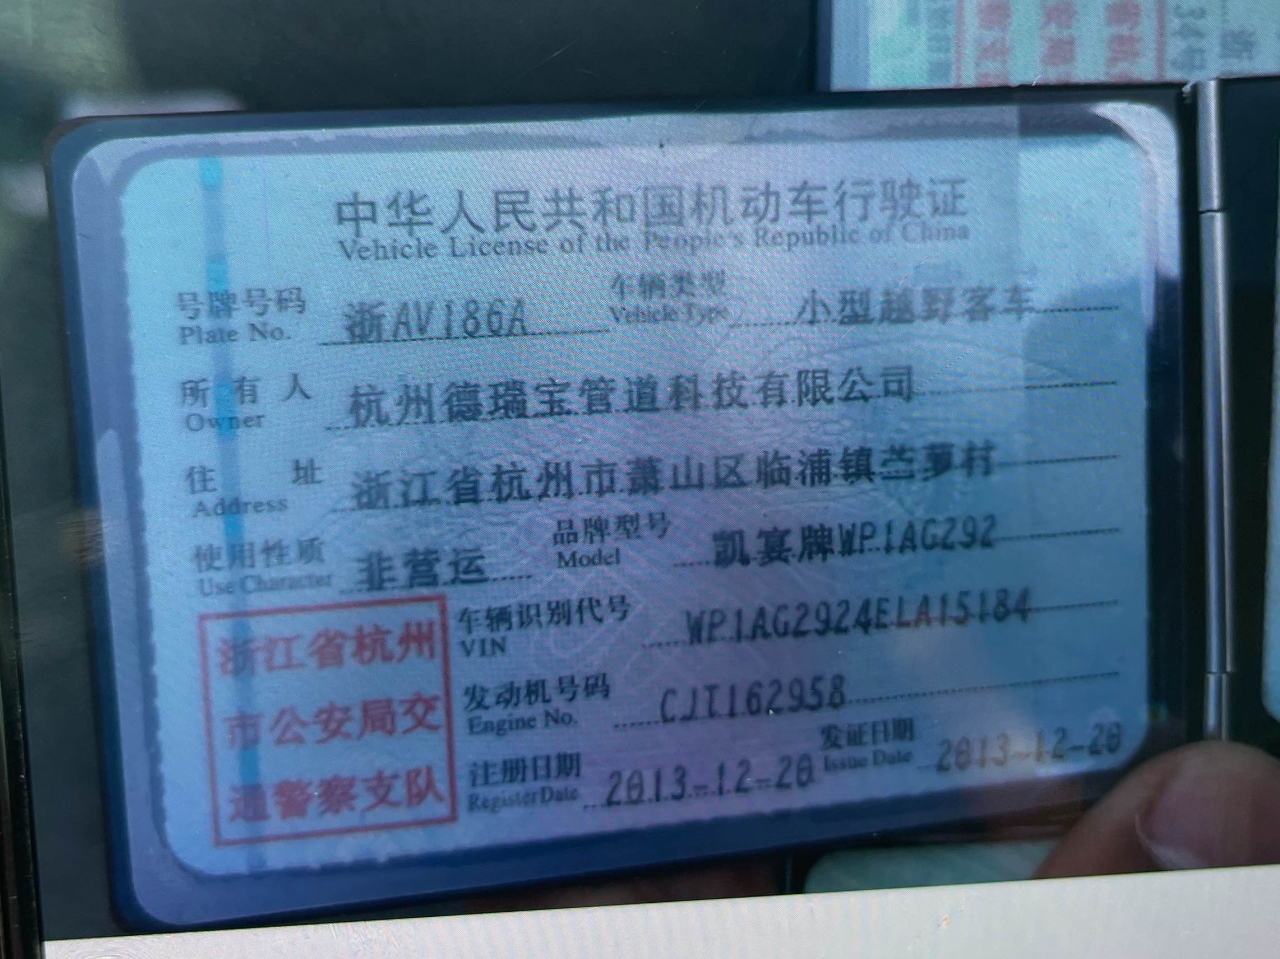 中华人民共和国机动车行驶证
Vehicle License of the People's Republic of China
号牌号码 浙AV186A 车辆类型 小型越野客车
Plate No. Vehicle Type
所有人 杭州德瑞宝管道科技有限公司
Owner
住址 浙江省杭州市萧山区临浦镇苎萝村
Address
使用性质 非营运 品牌型号 凯宴牌WP1AG292
Use Character Model
车辆识别代号 WP1AG2924ELA15184
VIN
发动机号码 CJT162958
Engine No.
注册日期 2013-12-20 发证日期 2013-12-20
Register Date Issue Date
浙江省杭州
市公安局交
通警察支队